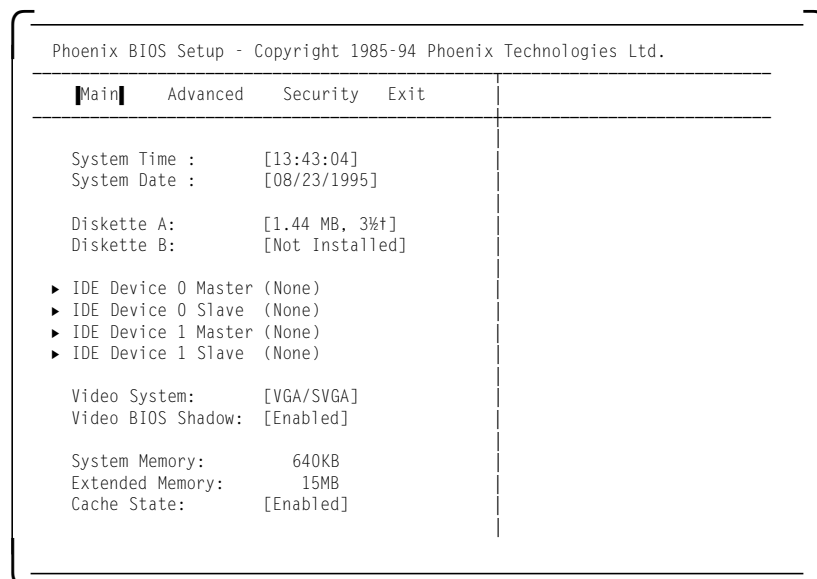 Phoenix BIOS Setup - Copyright 1985-94 Phoenix Technologies Ltd.
Main Advanced Security Exit
System Time : [13:43:04]
System Date : [08/23/1995]
Diskette A: [1.44 MB, 3½†]
Diskette B: [Not Installed]
▶ IDE Device 0 Master (None)
▶ IDE Device 0 Slave (None)
▶ IDE Device 1 Master (None)
▶ IDE Device 1 Slave (None)
Video System: [VGA/SVGA]
Video BIOS Shadow: [Enabled]
System Memory: 640KB
Extended Memory: 15MB
Cache State: [Enabled]